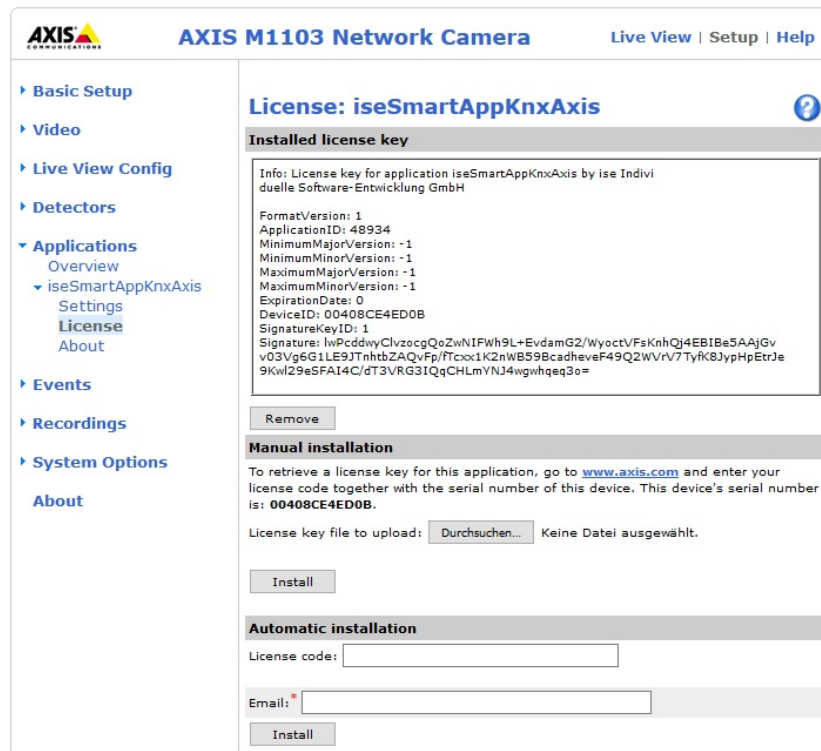 AXIS
COMMUNICATIONS
AXIS M1103 Network Camera
Live View | Setup | Help
Basic Setup
Video
Live View Config
Detectors
Applications
Overview
iseSmartAppKnxAxis
Settings
License
About
Events
Recordings
System Options
About
License: iseSmartAppKnxAxis
Installed license key
Info: License key for application iseSmartAppKnxAxis by ise Indivi
duelle Software-Entwicklung GmbH
FormatVersion: 1
ApplicationID: 48934
MinimumMajorVersion: -1
MinimumMinorVersion: -1
MaximumMajorVersion: -1
MaximumMinorVersion: -1
ExpirationDate: 0
DeviceID: 00408CE4ED0B
SignatureKeyID: 1
Signature: lwPcddwyClvzocgQoZwNIFWh9L+EvdamG2/WyoctVFsKnhQj4EBIBe5AAjGv
v03Vg6G1LE9JTnhtbZAQvFp/fTcxx1K2nWB59BcadheveF49Q2WVrV7TyfK8JypHpEtrJe
9Kwl29eSFAI4C/dT3VRG3IQqCHLmYNJ4wgwhqeq3o=
Remove
Manual installation
To retrieve a license key for this application, go to www.axis.com and enter your
license code together with the serial number of this device. This device's serial number
is: 00408CE4ED0B.
License key file to upload: Durchsuchen... Keine Datei ausgewählt.
Install
Automatic installation
License code:
Email:*
Install